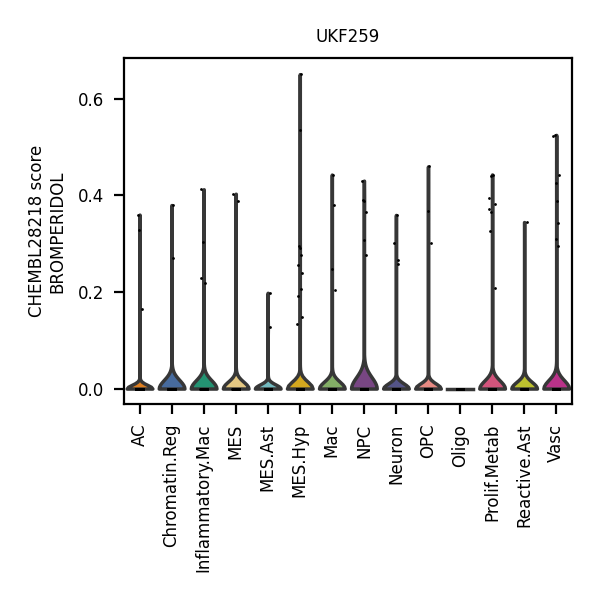 UKF259
CHEMBL28218 score
BROMPERIDOL
0.6
0.4
0.2
0.0
AC
Chromatin.Reg
Inflammatory.Mac
MES
MES.Ast
MES.Hyp
Mac
NPC
Neuron
OPC
Oligo
Prolif.Metab
Reactive.Ast
Vasc